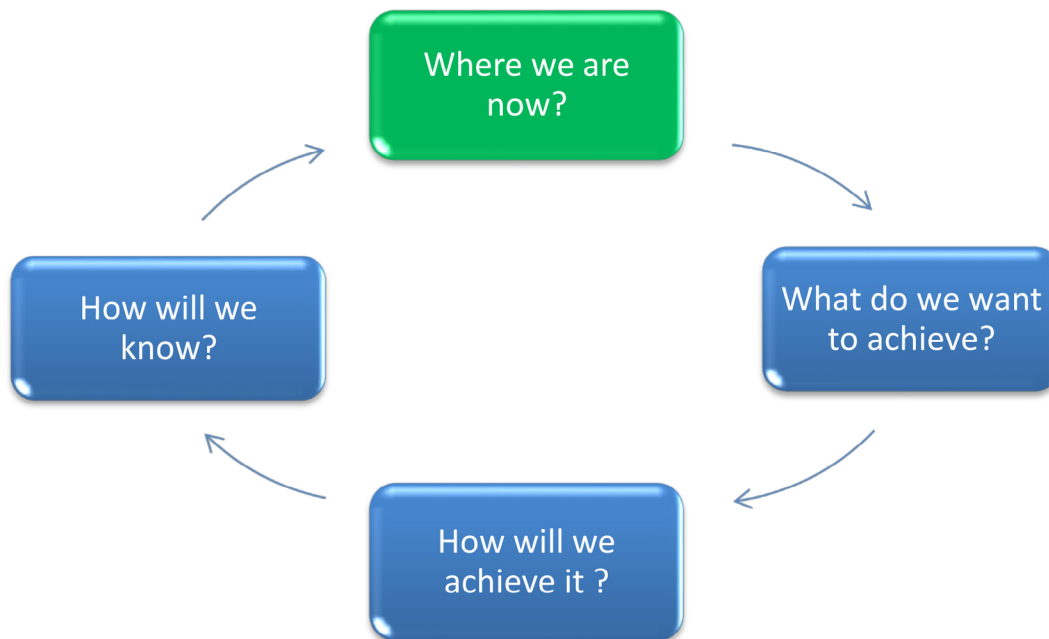 Where we are
now?
What do we want
to achieve?
How will we
achieve it ?
How will we
know?